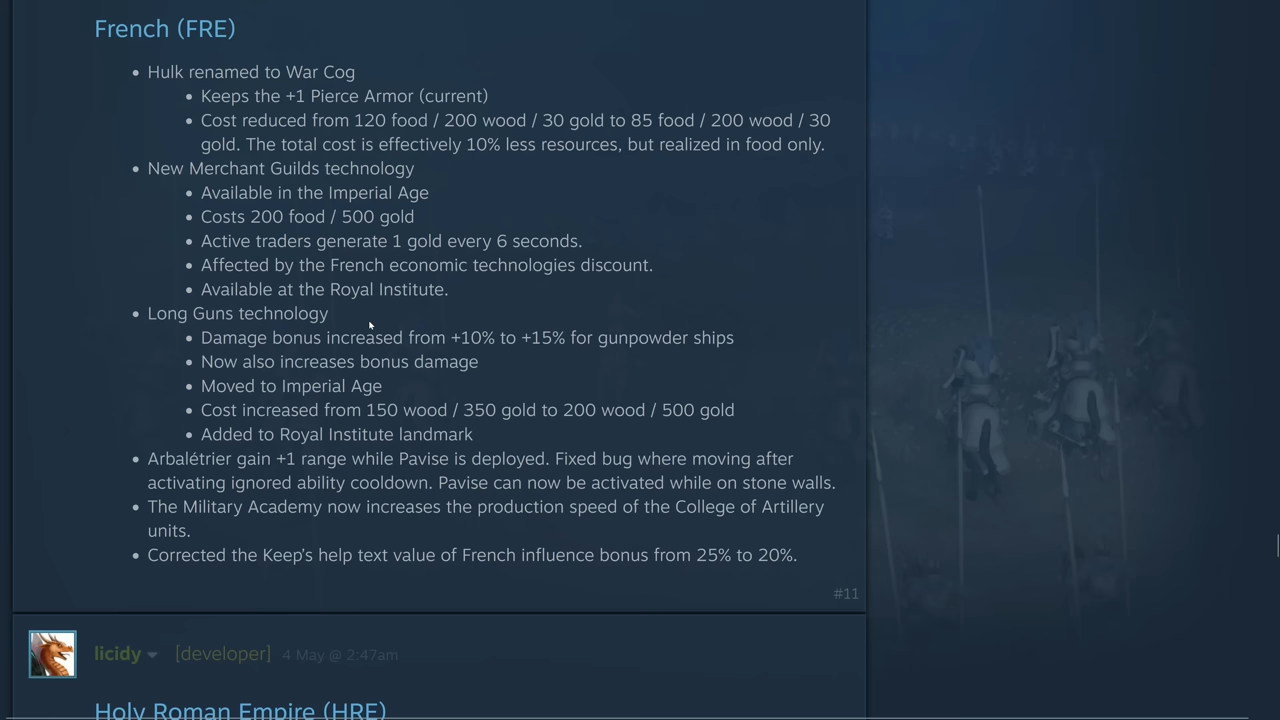 French (FRE)
Hulk renamed to War Cog
Keeps the +1 Pierce Armor (current)
Cost reduced from 120 food / 200 wood / 30 gold to 85 food / 200 wood / 30
gold. The total cost is effectively 10% less resources, but realized in food only.
New Merchant Guilds technology
Available in the Imperial Age
Costs 200 food / 500 gold
Active traders generate 1 gold every 6 seconds.
Affected by the French economic technologies discount.
Available at the Royal Institute.
Long Guns technology
Damage bonus increased from +10% to +15% for gunpowder ships
Now also increases bonus damage
Moved to Imperial Age
Cost increased from 150 wood / 350 gold to 200 wood / 500 gold
Added to Royal Institute landmark
Arbalétrier gain +1 range while Pavise is deployed. Fixed bug where moving after
activating ignored ability cooldown. Pavise can now be activated while on stone walls.
The Military Academy now increases the production speed of the College of Artillery
units.
Corrected the Keep's help text value of French influence bonus from 25% to 20%.
#11
licidy [developer] 4 May @ 2:47am
Holy Roman Empire (HRE)